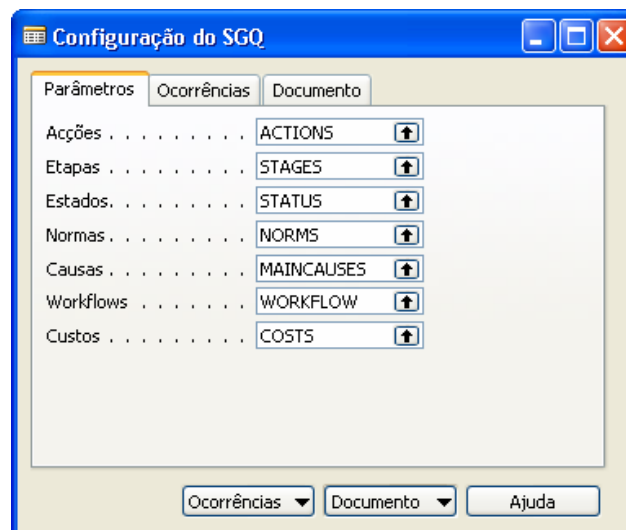 Configuração do SGQ
Parâmetros Ocorrências Documento
Acções . . . . . . . . . ACTIONS
Etapas . . . . . . . . . STAGES
Estados. . . . . . . . . STATUS
Normas . . . . . . . . . NORMS
Causas . . . . . . . . . MAINCAUSES
Workflows . . . . . . . WORKFLOW
Custos . . . . . . . . . COSTS
Ocorrências Documento Ajuda